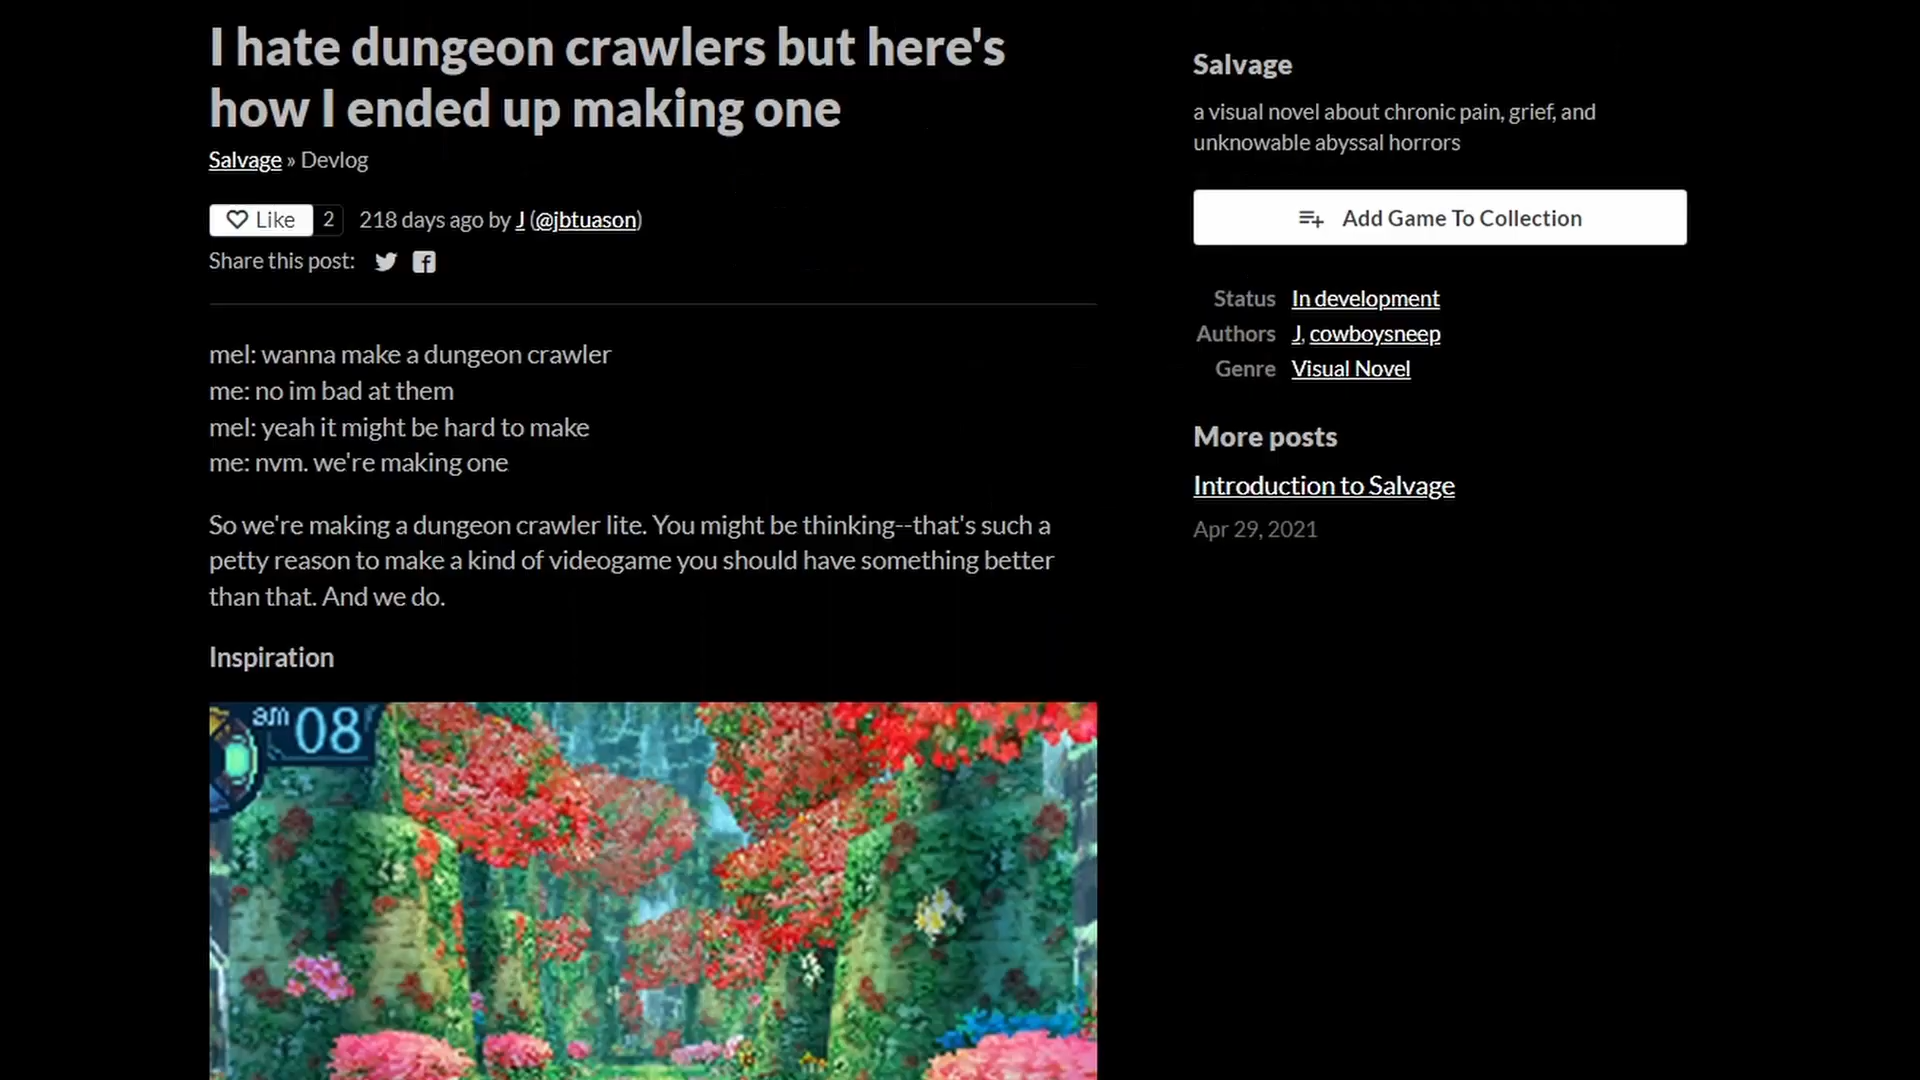 I hate dungeon crawlers but here's
how I ended up making one
Salvage » Devlog
Like 2 218 days ago by J (@jbtuason)
Share this post:
mel: wanna make a dungeon crawler
me: no im bad at them
mel: yeah it might be hard to make
me: nvm. we're making one
So we're making a dungeon crawler lite. You might be thinking--that's such a
petty reason to make a kind of videogame you should have something better
than that. And we do.
Inspiration
am 08
Salvage
a visual novel about chronic pain, grief, and
unknowable abyssal horrors
Add Game To Collection
Status In development
Authors J, cowboysneep
Genre Visual Novel
More posts
Introduction to Salvage
Apr 29, 2021